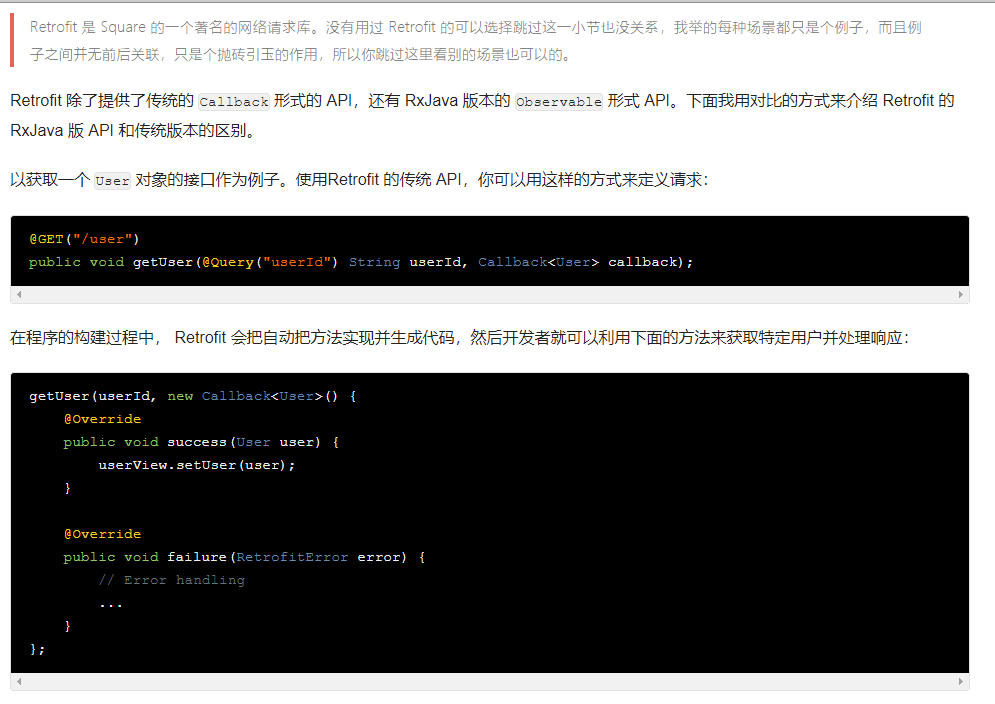 Retrofit 是 Square 的一个著名的网络请求库。没有用过 Retrofit 的可以选择跳过这一小节也没关系，我举的每种场景都只是个例子，而且例
子之间并无前后关联，只是个抛砖引玉的作用，所以你跳过这里看别的场景也可以的。
Retrofit 除了提供了传统的 Callback 形式的 API，还有 RxJava 版本的 Observable 形式 API。下面我用对比的方式来介绍 Retrofit 的
RxJava 版 API 和传统版本的区别。
以获取一个 User 对象的接口作为例子。使用Retrofit 的传统 API，你可以用这样的方式来定义请求：
@GET("/user")
public void getUser(@Query("userId") String userId, Callback<User> callback);
在程序的构建过程中， Retrofit 会把自动把方法实现并生成代码，然后开发者就可以利用下面的方法来获取特定用户并处理响应：
getUser(userId, new Callback<User>() {
    @Override
    public void success(User user) {
        userView.setUser(user);
    }

    @Override
    public void failure(RetrofitError error) {
        // Error handling
        ...
    }
};